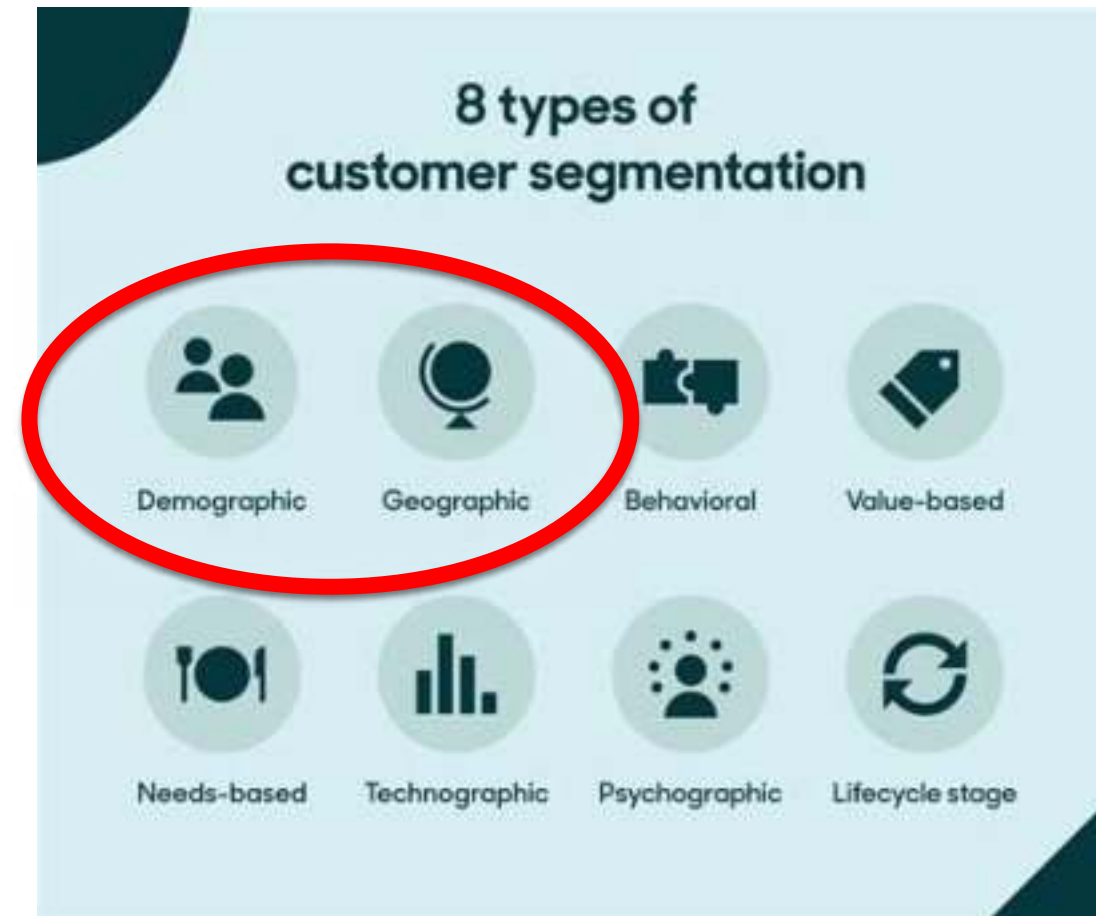 8 types of
customer segmentation
Demographic
Geographic
Behavioral
Value-based
Needs-based
Technographic
Psychographic
Lifecycle stage